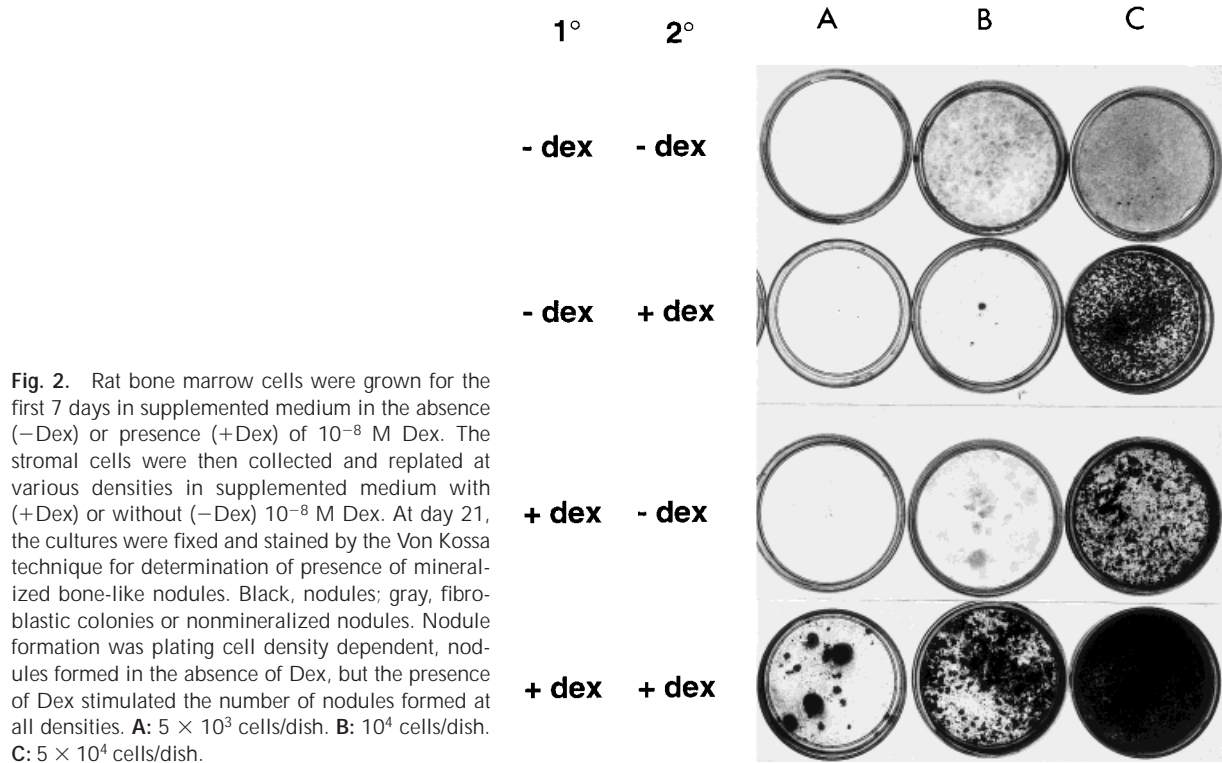 1° 2° A B C
- dex - dex
- dex + dex
+ dex - dex
+ dex + dex
Fig. 2. Rat bone marrow cells were grown for the
first 7 days in supplemented medium in the absence
(−Dex) or presence (+Dex) of 10⁻⁸ M Dex. The
stromal cells were then collected and replated at
various densities in supplemented medium with
(+Dex) or without (−Dex) 10⁻⁸ M Dex. At day 21,
the cultures were fixed and stained by the Von Kossa
technique for determination of presence of mineral-
ized bone-like nodules. Black, nodules; gray, fibro-
blastic colonies or nonmineralized nodules. Nodule
formation was plating cell density dependent, nod-
ules formed in the absence of Dex, but the presence
of Dex stimulated the number of nodules formed at
all densities. A: 5 × 10³ cells/dish. B: 10⁴ cells/dish.
C: 5 × 10⁴ cells/dish.